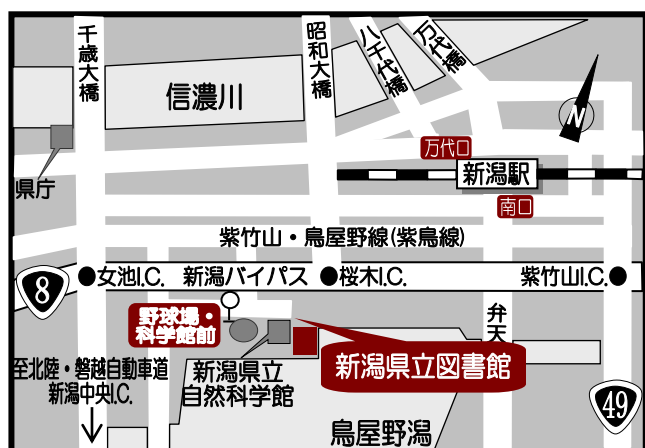 千歳大橋
昭和大橋
八千代橋
万代橋
信濃川
N
県庁
万代口
新潟駅
南口
紫竹山・鳥屋野線(紫鳥線)
8
女池I.C.
新潟バイパス
桜木I.C.
紫竹山I.C.
野球場・
科学館前
弁天
至北陸・磐越自動車道
新潟中央I.C.
新潟県立
自然科学館
新潟県立図書館
49
鳥屋野潟